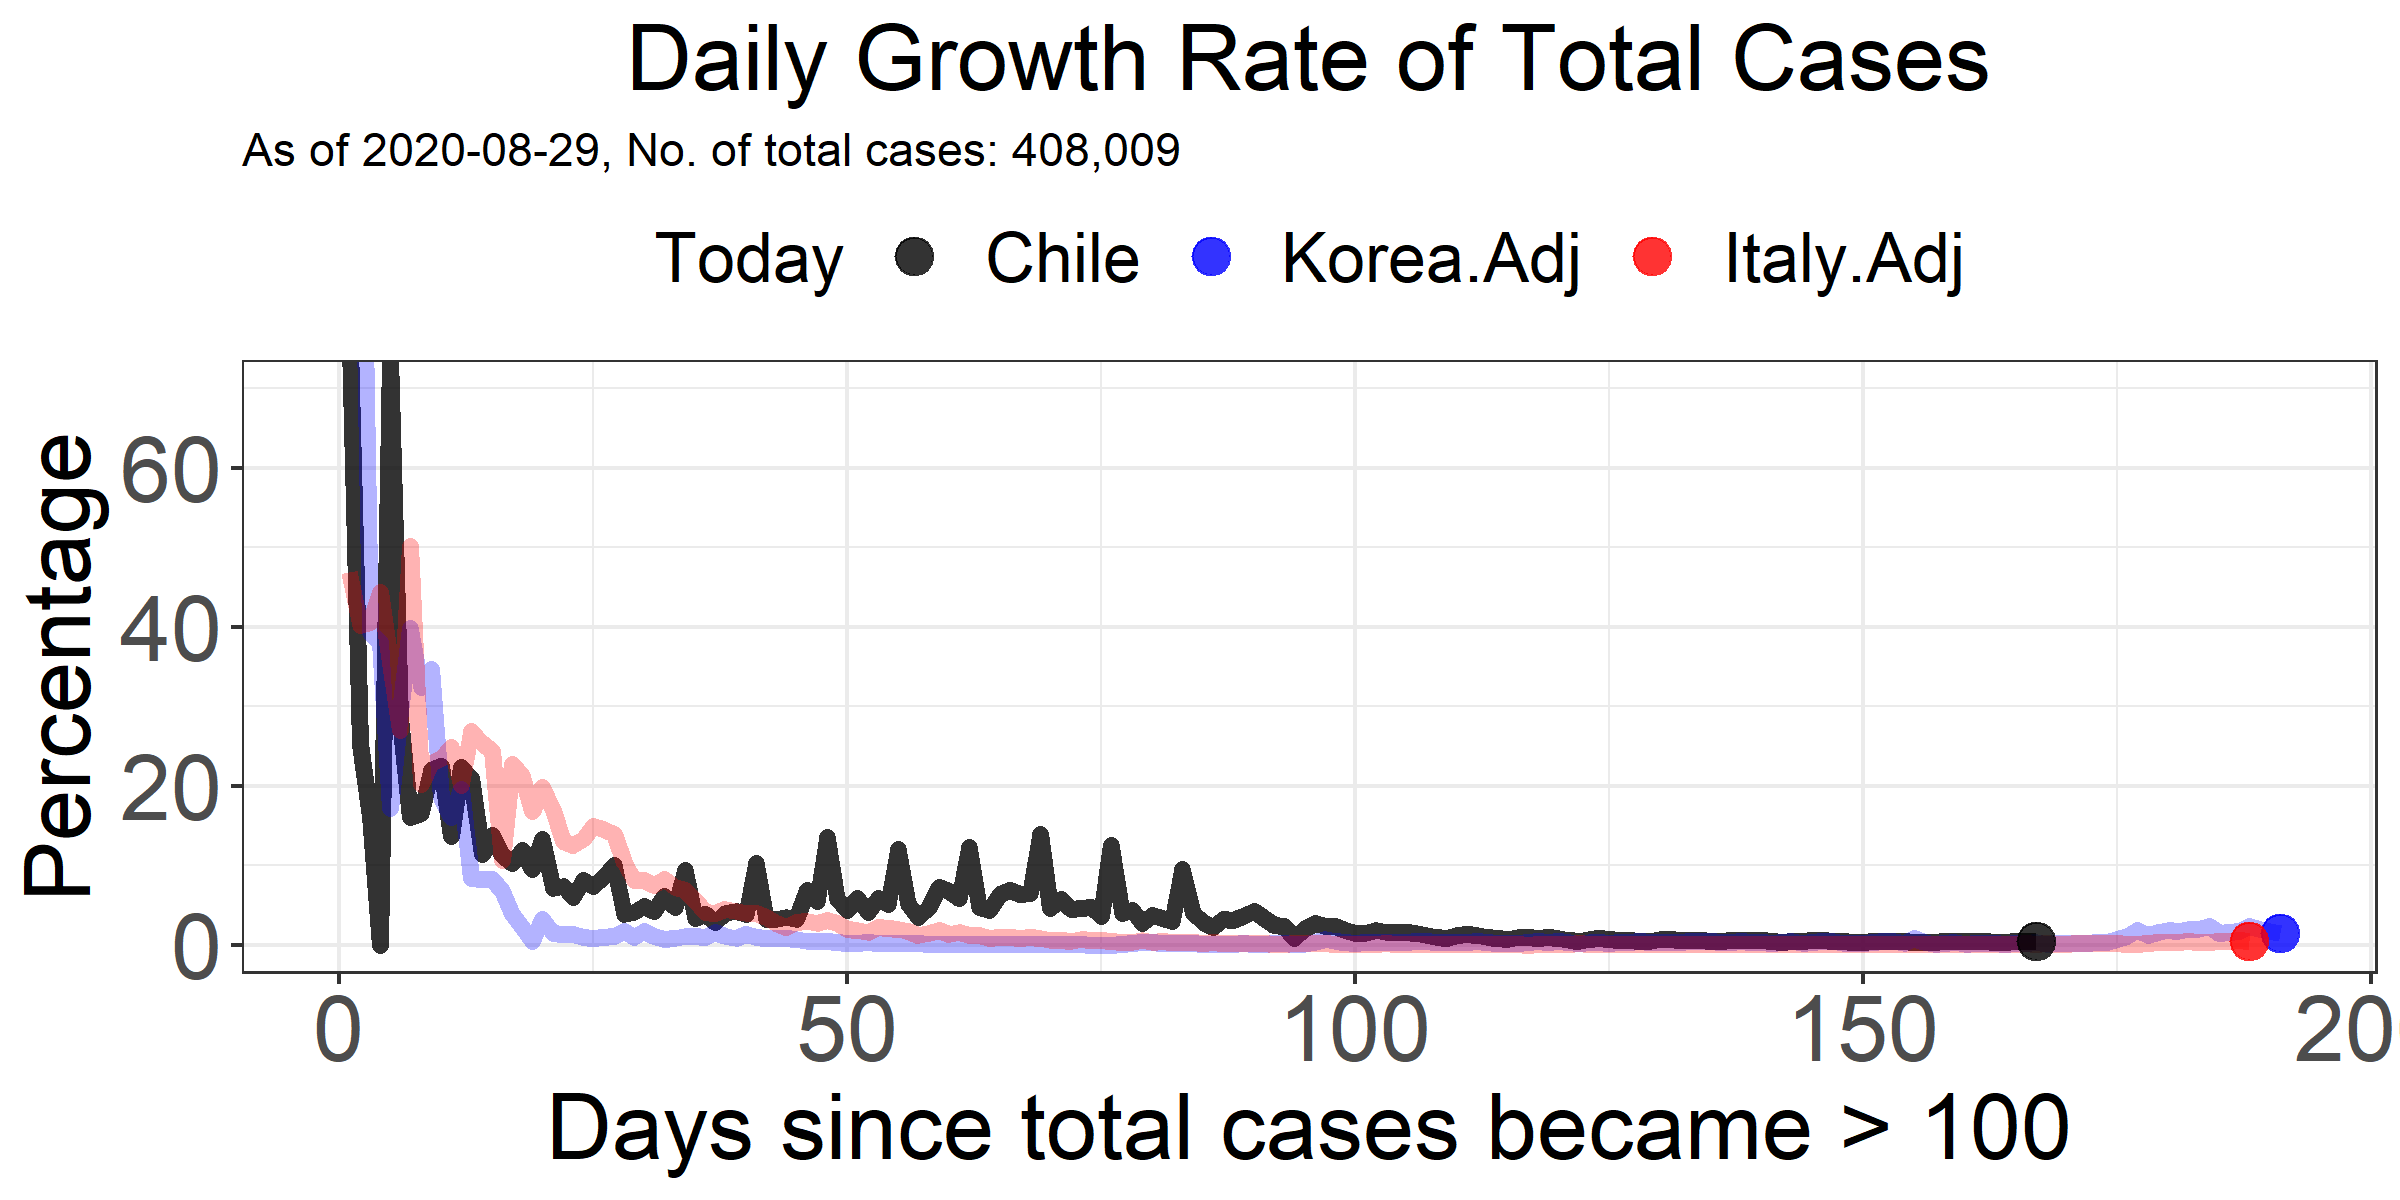 Daily Growth Rate of Total Cases
As of 2020-08-29, No. of total cases: 408,009
Today Chile Korea.Adj Italy.Adj
Percentage
60
40
20
0
0 50 100 150 20
Days since total cases became > 100